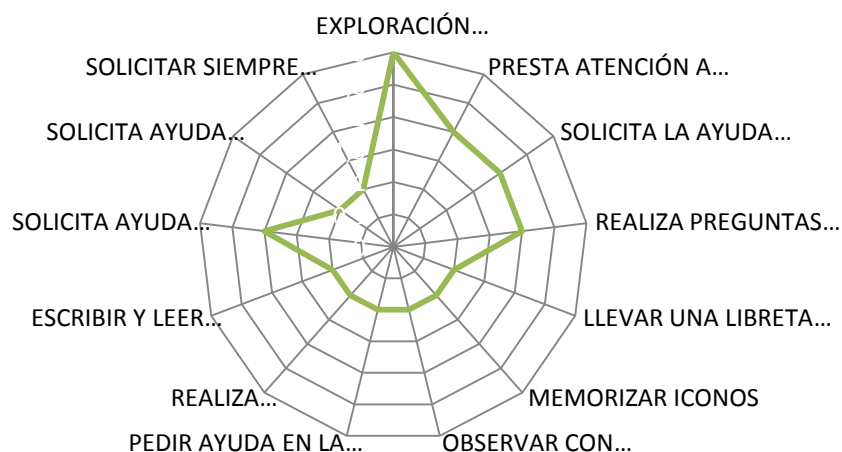 EXPLORACIÓN...
PRESTA ATENCIÓN A...
SOLICITA LA AYUDA...
REALIZA PREGUNTAS...
LLEVAR UNA LIBRETA...
MEMORIZAR ICONOS
OBSERVAR CON...
PEDIR AYUDA EN LA...
REALIZA...
ESCRIBIR Y LEER...
SOLICITA AYUDA...
SOLICITA AYUDA...
SOLICITAR SIEMPRE...